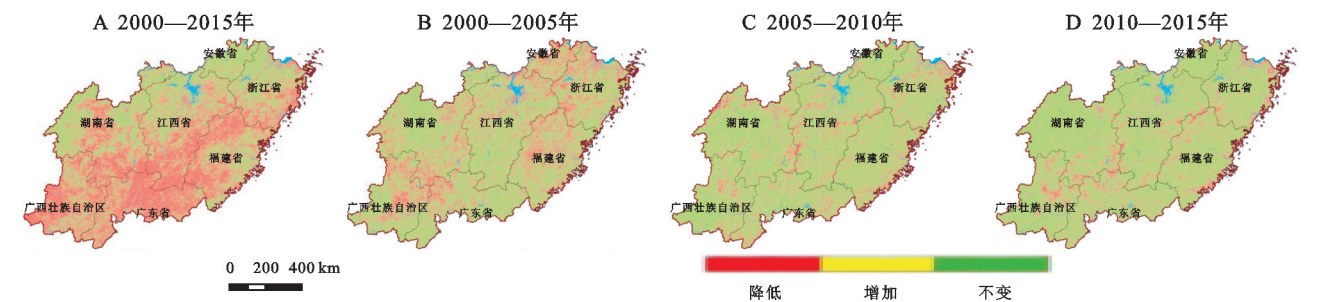 A 2000—2015年
B 2000—2005年
C 2005—2010年
D 2010—2015年
安徽省
浙江省
湖南省
江西省
福建省
广西壮族自治区
广东省
安徽省
浙江省
湖南省
江西省
福建省
广西壮族自治区
广东省
安徽省
浙江省
湖南省
江西省
福建省
广西壮族自治区
广东省
安徽省
浙江省
湖南省
江西省
福建省
广西壮族自治区
广东省
0 200 400 km
降低 增加 不变